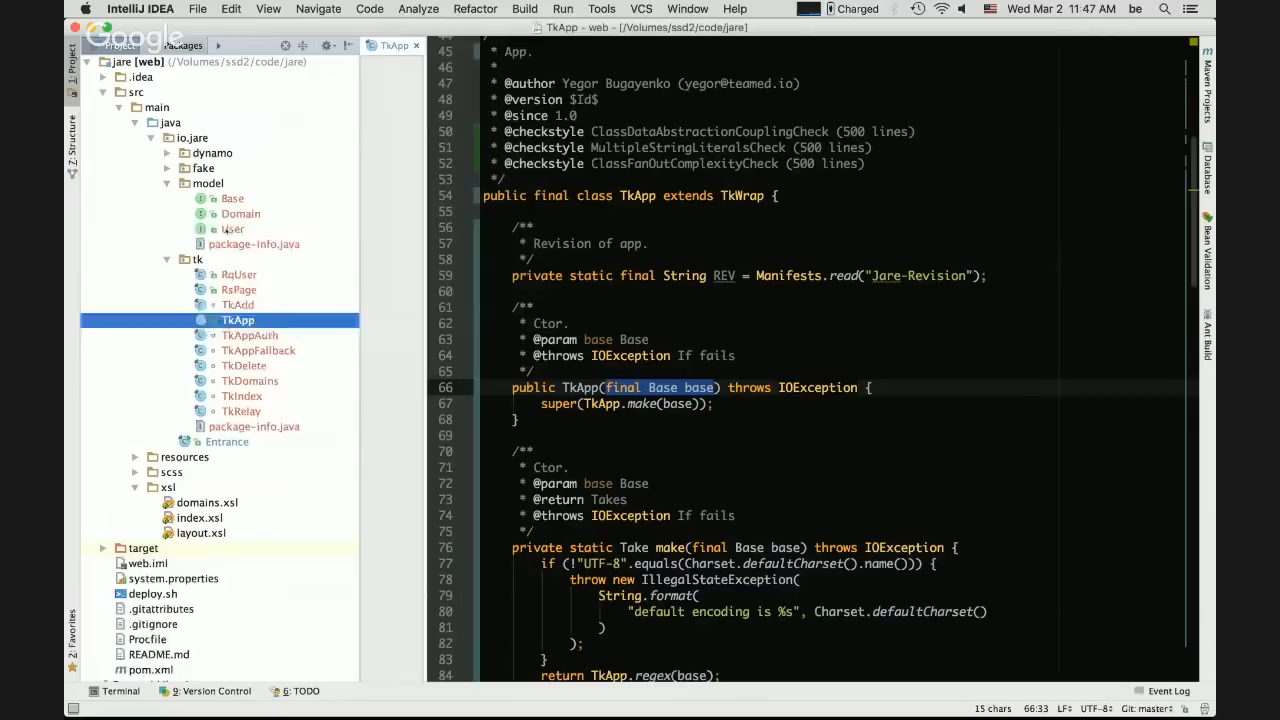 IntelliJ IDEA File Edit View Navigate Code Analyze Refactor Build Run Tools VCS Window Help Charged Wed Mar 2 11:47 AM be
TkApp - web - [/Volumes/ssd2/code/jare]
Google
Project Packages
TkApp
1: Project
Z: Structure
2: Favorites
jare [web] (/Volumes/ssd2/code/jare)
.idea
src
main
java
io.jare
dynamo
fake
model
Base
Domain
User
package-info.java
tk
RqUser
RsPage
TkAdd
TkApp
TkAppAuth
TkAppFallback
TkDelete
TkDomains
TkIndex
TkRelay
package-info.java
Entrance
resources
scss
xsl
domains.xsl
index.xsl
layout.xsl
target
web.iml
system.properties
deploy.sh
.gitattributes
.gitignore
Procfile
README.md
pom.xml
45 * App.
46 *
47 * @author Yegor Bugayenko (yegor@teamed.io)
48 * @version $Id$
49 * @since 1.0
50 * @checkstyle ClassDataAbstractionCouplingCheck (500 lines)
51 * @checkstyle MultipleStringLiteralsCheck (500 lines)
52 * @checkstyle ClassFanOutComplexityCheck (500 lines)
53 */
54 public final class TkApp extends TkWrap {
55
56 /**
57 * Revision of app.
58 */
59 private static final String REV = Manifests.read("Jare-Revision");
60
61 /**
62 * Ctor.
63 * @param base Base
64 * @throws IOException If fails
65 */
66 public TkApp(final Base base) throws IOException {
67 super(TkApp.make(base));
68 }
69
70 /**
71 * Ctor.
72 * @param base Base
73 * @return Takes
74 * @throws IOException If fails
75 */
76 private static Take make(final Base base) throws IOException {
77 if (!"UTF-8".equals(Charset.defaultCharset().name())) {
78 throw new IllegalStateException(
79 String.format(
80 "default encoding is %s", Charset.defaultCharset()
81 )
82 );
83 }
84 return TkApp.regex(base);
Maven Projects
Database
Bean Validation
Ant Build
Terminal 9: Version Control 6: TODO Event Log
15 chars 66:33 LF UTF-8 Git: master